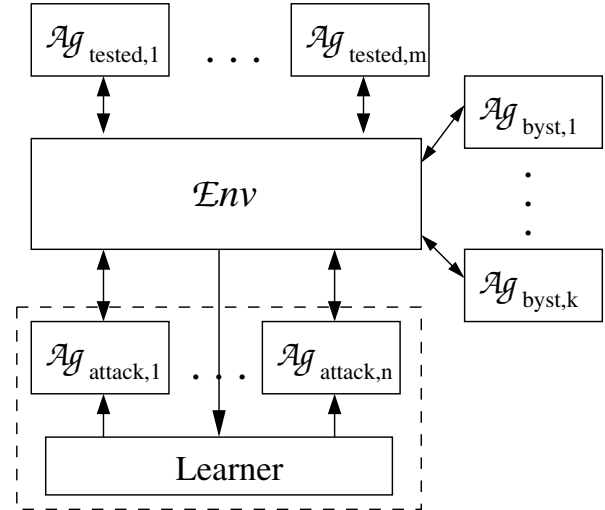 Ag tested,1 . . . Ag tested,m
Ag byst,1
Env
.
.
.
Ag byst,k
Ag attack,1 . . . Ag attack,n
Learner